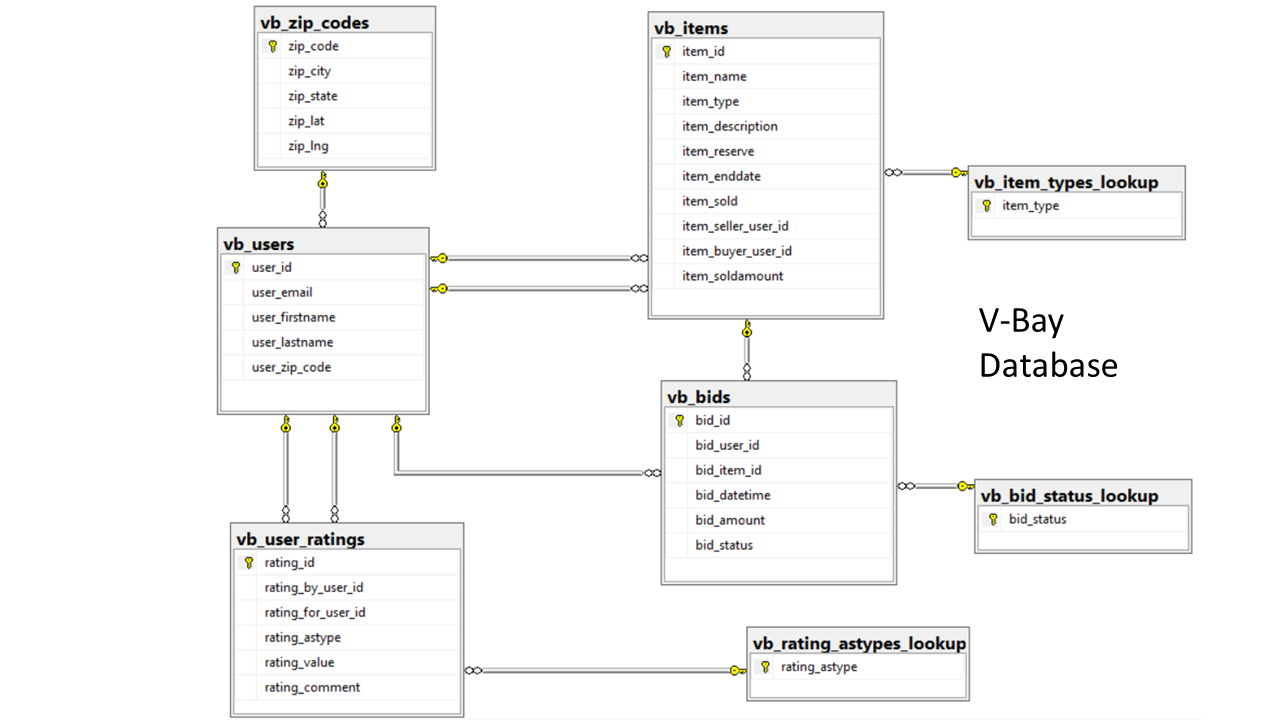 vb_zip_codes
zip_code
zip_city
zip_state
zip_lat
zip_lng
vb_items
item_id
item_name
item_type
item_description
item_reserve
item_enddate
item_sold
item_seller_user_id
item_buyer_user_id
item_soldamount
vb_item_types_lookup
item_type
vb_users
user_id
user_email
user_firstname
user_lastname
user_zip_code
V-Bay
Database
vb_bids
bid_id
bid_user_id
bid_item_id
bid_datetime
bid_amount
bid_status
vb_bid_status_lookup
bid_status
vb_user_ratings
rating_id
rating_by_user_id
rating_for_user_id
rating_astype
rating_value
rating_comment
vb_rating_astypes_lookup
rating_astype